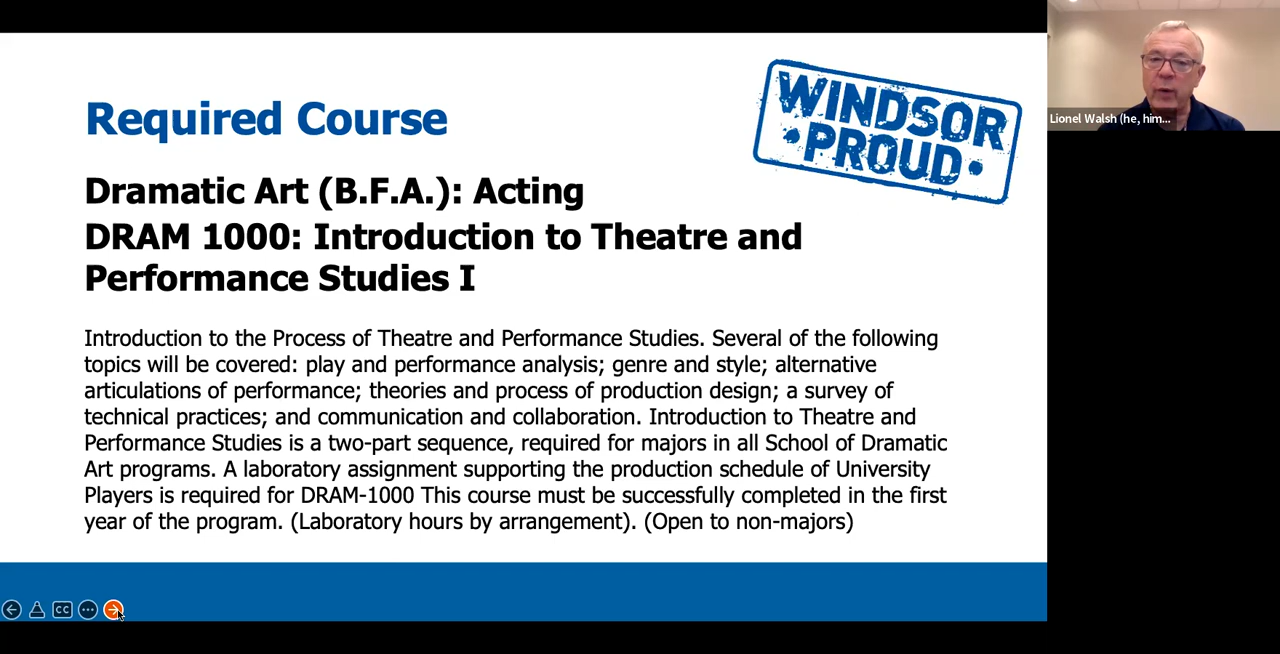 Required Course
WINDSOR
•PROUD•
Dramatic Art (B.F.A.): Acting
DRAM 1000: Introduction to Theatre and
Performance Studies I
Introduction to the Process of Theatre and Performance Studies. Several of the following
topics will be covered: play and performance analysis; genre and style; alternative
articulations of performance; theories and process of production design; a survey of
technical practices; and communication and collaboration. Introduction to Theatre and
Performance Studies is a two-part sequence, required for majors in all School of Dramatic
Art programs. A laboratory assignment supporting the production schedule of University
Players is required for DRAM-1000 This course must be successfully completed in the first
year of the program. (Laboratory hours by arrangement). (Open to non-majors)
Lionel Walsh (he, him...
CC